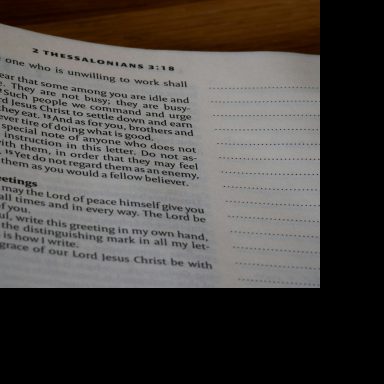 2 THESSALONIANS 3:18
one who is unwilling to work shall
ear that some among you are idle and
. They are not busy; they are busy-
Such people we command and urge
rd Jesus Christ to settle down and earn
they eat. 13 And as for you, brothers and
ever tire of doing what is good.
special note of anyone who does not
instruction in this letter. Do not as-
with them, in order that they may feel
. 15 Yet do not regard them as an enemy,
them as you would a fellow believer.
eetings
may the Lord of peace himself give you
all times and in every way. The Lord be
f you.
ul, write this greeting in my own hand,
the distinguishing mark in all my let-
is how I write.
grace of our Lord Jesus Christ be with